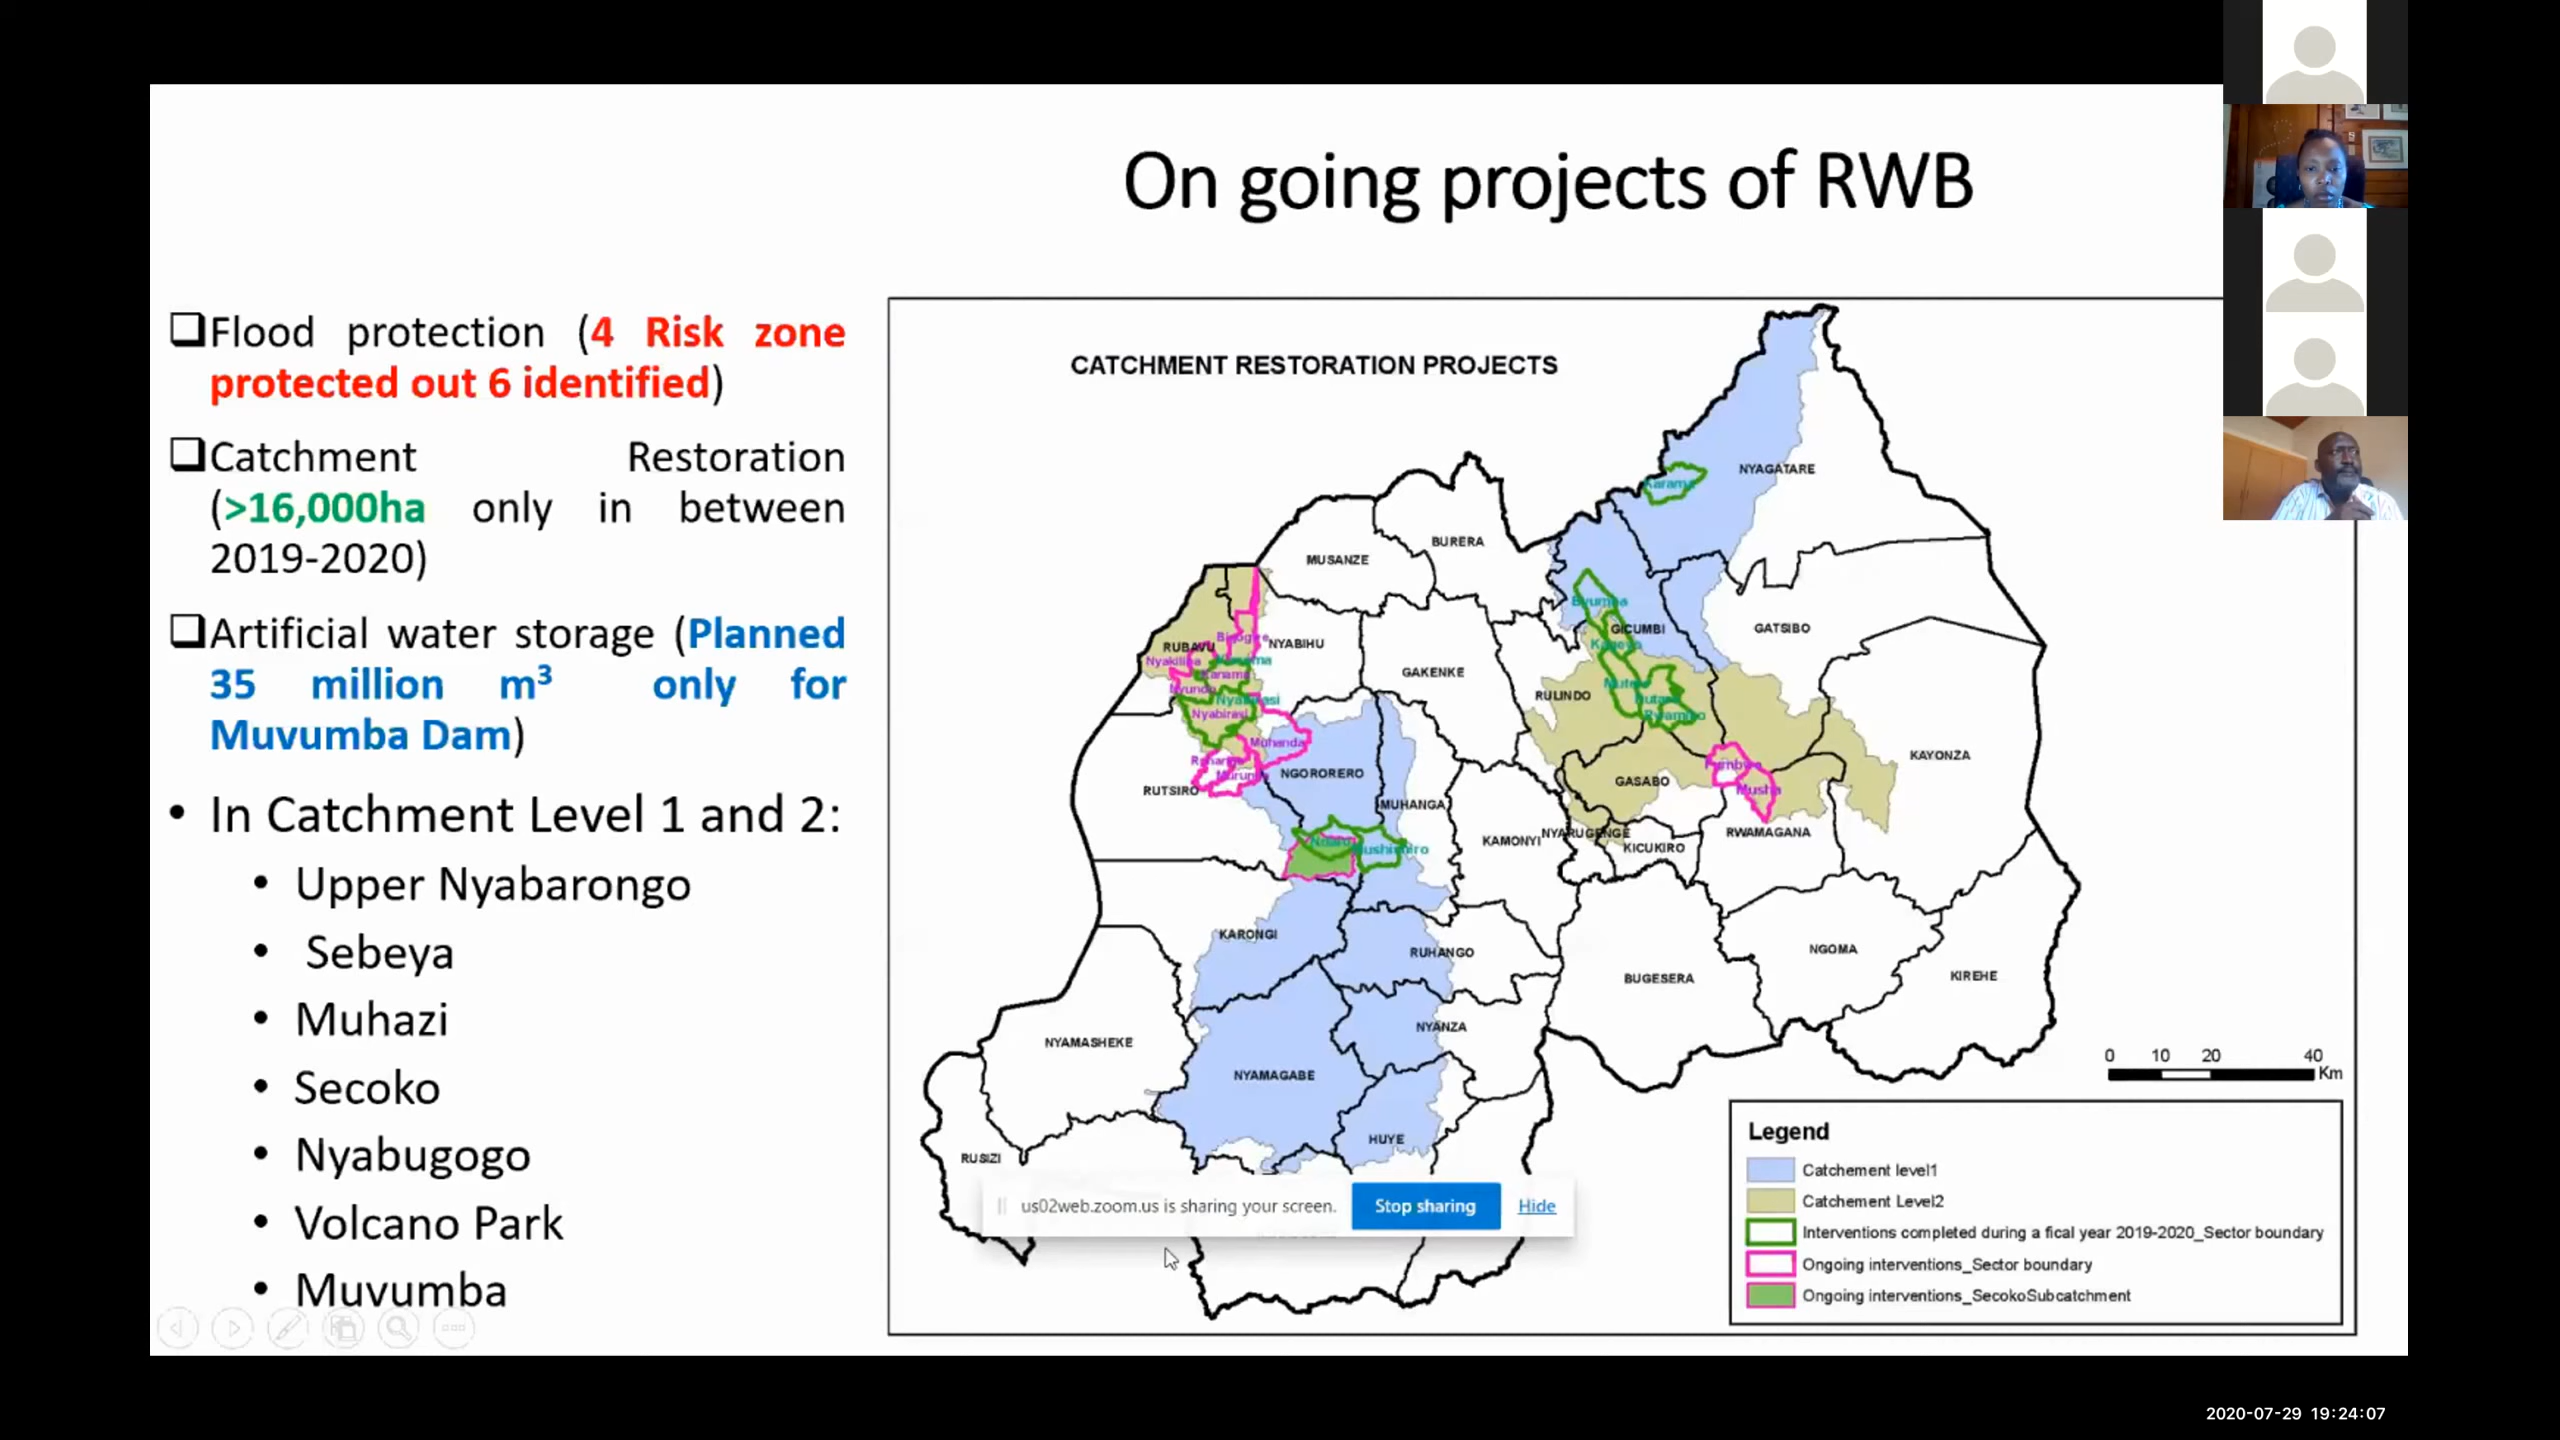 On going projects of RWB
❑Flood protection (4 Risk zone
protected out 6 identified)
❑Catchment Restoration
(>16,000ha only in between
2019-2020)
❑Artificial water storage (Planned
35 million m³ only for
Muvumba Dam)
• In Catchment Level 1 and 2:
• Upper Nyabarongo
• Sebeya
• Muhazi
• Secoko
• Nyabugogo
• Volcano Park
• Muvumba
CATCHMENT RESTORATION PROJECTS
NYAGATARE
Karama
BURERA
MUSANZE
Byumba
GICUMBI
GATSIBO
RUBAVU
NYABIHU
Nyakiliba
GAKENKE
RULINDO
Nyabirasi
Muhanda
NGORORERO
RUTSIRO
MUHANGA
GASABO
KAYONZA
Musha
KAMONYI
NYARUGENGE
KICUKIRO
RWAMAGANA
KARONGI
RUHANGO
BUGESERA
NGOMA
KIREHE
NYAMASHEKE
NYANZA
NYAMAGABE
HUYE
RUSIZI
0 10 20 40
Km
Legend
Catchement level1
Catchement Level2
Interventions completed during a fical year 2019-2020_Sector boundary
Ongoing interventions_Sector boundary
Ongoing interventions_SecokoSubcatchment
us02web.zoom.us is sharing your screen.
Stop sharing
Hide
2020-07-29 19:24:07